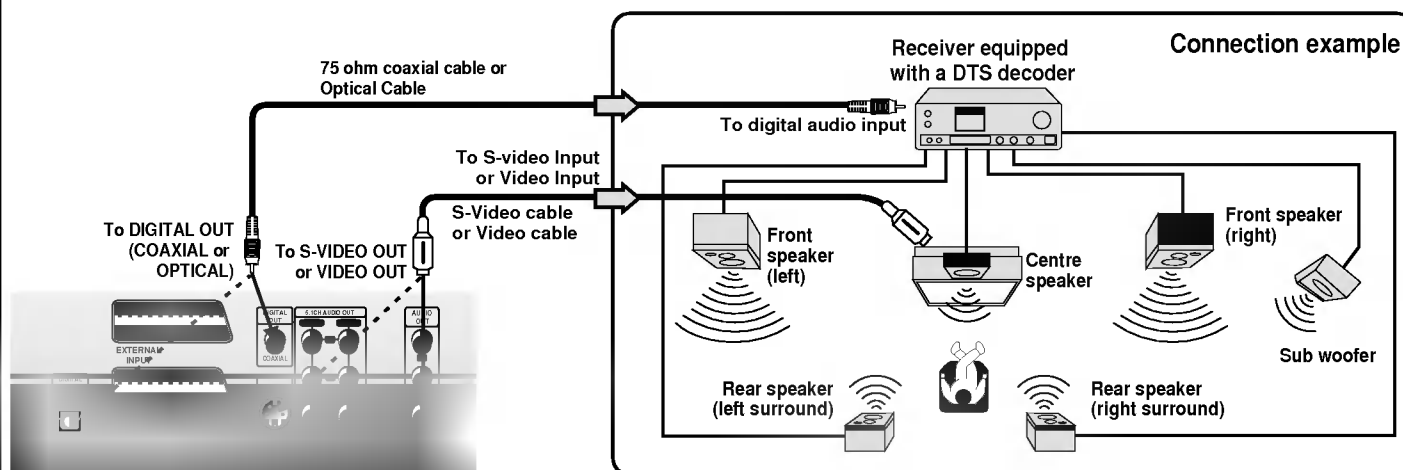 Connection example
Receiver equipped
with a DTS decoder
75 ohm coaxial cable or
Optical Cable
To digital audio input
To S-video Input
or Video Input
S-Video cable
or Video cable
To DIGITAL OUT
(COAXIAL or
OPTICAL)
To S-VIDEO OUT
or VIDEO OUT
Front
speaker
(left)
Centre
speaker
Front speaker
(right)
Sub woofer
Rear speaker
(left surround)
Rear speaker
(right surround)
DIGITAL
OUT
COAXIAL
5.1CH AUDIO OUT
AUDIO
OUT
EXTERNAL
INPUT